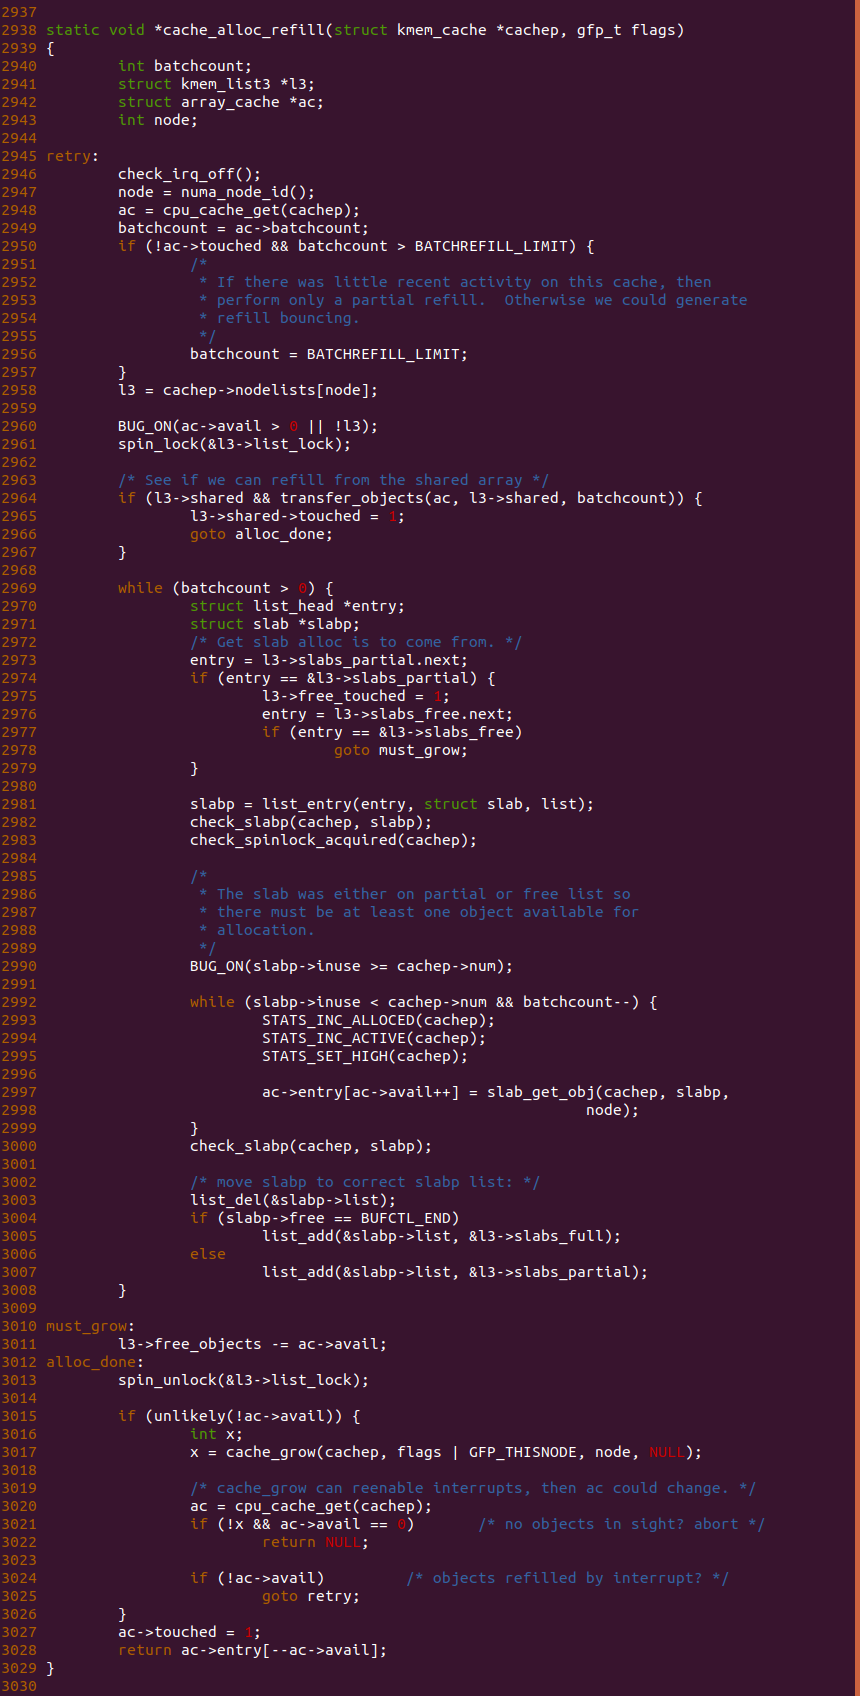 2937
2938 static void *cache_alloc_refill(struct kmem_cache *cachep, gfp_t flags)
2939 {
2940         int batchcount;
2941         struct kmem_list3 *l3;
2942         struct array_cache *ac;
2943         int node;
2944
2945 retry:
2946         check_irq_off();
2947         node = numa_node_id();
2948         ac = cpu_cache_get(cachep);
2949         batchcount = ac->batchcount;
2950         if (!ac->touched && batchcount > BATCHREFILL_LIMIT) {
2951                 /*
2952                  * If there was little recent activity on this cache, then
2953                  * perform only a partial refill.  Otherwise we could generate
2954                  * refill bouncing.
2955                  */
2956                 batchcount = BATCHREFILL_LIMIT;
2957         }
2958         l3 = cachep->nodelists[node];
2959
2960         BUG_ON(ac->avail > 0 || !l3);
2961         spin_lock(&l3->list_lock);
2962
2963         /* See if we can refill from the shared array */
2964         if (l3->shared && transfer_objects(ac, l3->shared, batchcount)) {
2965                 l3->shared->touched = 1;
2966                 goto alloc_done;
2967         }
2968
2969         while (batchcount > 0) {
2970                 struct list_head *entry;
2971                 struct slab *slabp;
2972                 /* Get slab alloc is to come from. */
2973                 entry = l3->slabs_partial.next;
2974                 if (entry == &l3->slabs_partial) {
2975                         l3->free_touched = 1;
2976                         entry = l3->slabs_free.next;
2977                         if (entry == &l3->slabs_free)
2978                                 goto must_grow;
2979                 }
2980
2981                 slabp = list_entry(entry, struct slab, list);
2982                 check_slabp(cachep, slabp);
2983                 check_spinlock_acquired(cachep);
2984
2985                 /*
2986                  * The slab was either on partial or free list so
2987                  * there must be at least one object available for
2988                  * allocation.
2989                  */
2990                 BUG_ON(slabp->inuse >= cachep->num);
2991
2992                 while (slabp->inuse < cachep->num && batchcount--) {
2993                         STATS_INC_ALLOCED(cachep);
2994                         STATS_INC_ACTIVE(cachep);
2995                         STATS_SET_HIGH(cachep);
2996
2997                         ac->entry[ac->avail++] = slab_get_obj(cachep, slabp,
2998                                                             node);
2999                 }
3000                 check_slabp(cachep, slabp);
3001
3002                 /* move slabp to correct slabp list: */
3003                 list_del(&slabp->list);
3004                 if (slabp->free == BUFCTL_END)
3005                         list_add(&slabp->list, &l3->slabs_full);
3006                 else
3007                         list_add(&slabp->list, &l3->slabs_partial);
3008         }
3009
3010 must_grow:
3011         l3->free_objects -= ac->avail;
3012 alloc_done:
3013         spin_unlock(&l3->list_lock);
3014
3015         if (unlikely(!ac->avail)) {
3016                 int x;
3017                 x = cache_grow(cachep, flags | GFP_THISNODE, node, NULL);
3018
3019                 /* cache_grow can reenable interrupts, then ac could change. */
3020                 ac = cpu_cache_get(cachep);
3021                 if (!x && ac->avail == 0)       /* no objects in sight? abort */
3022                         return NULL;
3023
3024                 if (!ac->avail)         /* objects refilled by interrupt? */
3025                         goto retry;
3026         }
3027         ac->touched = 1;
3028         return ac->entry[--ac->avail];
3029 }
3030